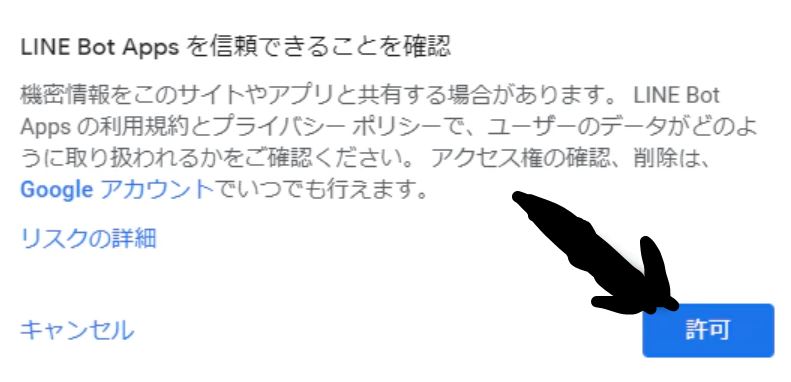 LINE Bot Apps を信頼できることを確認
機密情報をこのサイトやアプリと共有する場合があります。 LINE Bot
Apps の利用規約とプライバシー ポリシーで、ユーザーのデータがどのよ
うに取り扱われるかをご確認ください。 アクセス権の確認、削除は、
Google アカウントでいつでも行えます。
リスクの詳細
キャンセル
許可